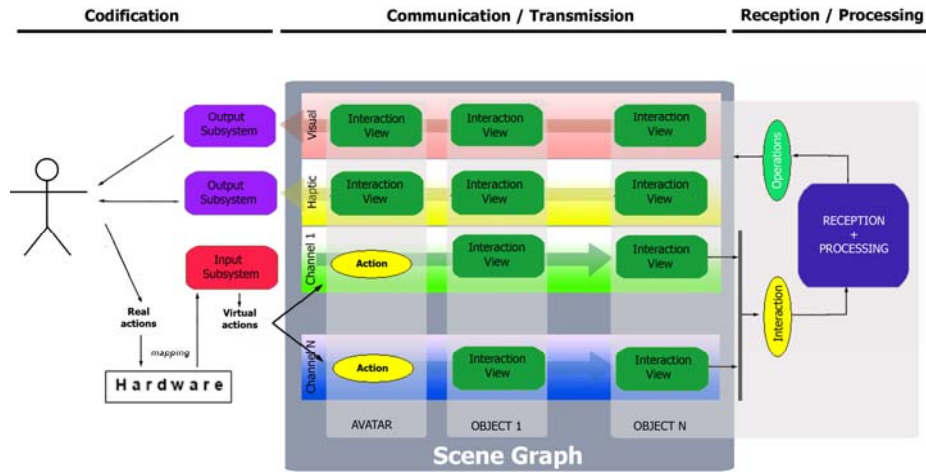 Codification
Communication / Transmission
Reception / Processing
Output
Subsystem
Visual
Interaction
View
Interaction
View
Interaction
View
Operations
Output
Subsystem
Haptic
Interaction
View
Interaction
View
Interaction
View
RECEPTION
+
PROCESSING
Input
Subsystem
Channel 1
Action
Interaction
View
Interaction
View
Interaction
Real
actions
Virtual
actions
mapping
Hardware
Channel N
Action
Interaction
View
Interaction
View
AVATAR
OBJECT 1
OBJECT N
Scene Graph